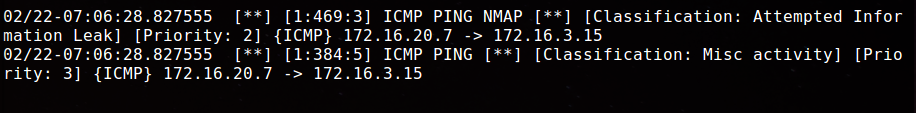 02/22-07:06:28.827555  [**] [1:469:3] ICMP PING NMAP [**] [Classification: Attempted Infor
mation Leak] [Priority: 2] {ICMP} 172.16.20.7 -> 172.16.3.15
02/22-07:06:28.827555  [**] [1:384:5] ICMP PING [**] [Classification: Misc activity] [Prio
rity: 3] {ICMP} 172.16.20.7 -> 172.16.3.15